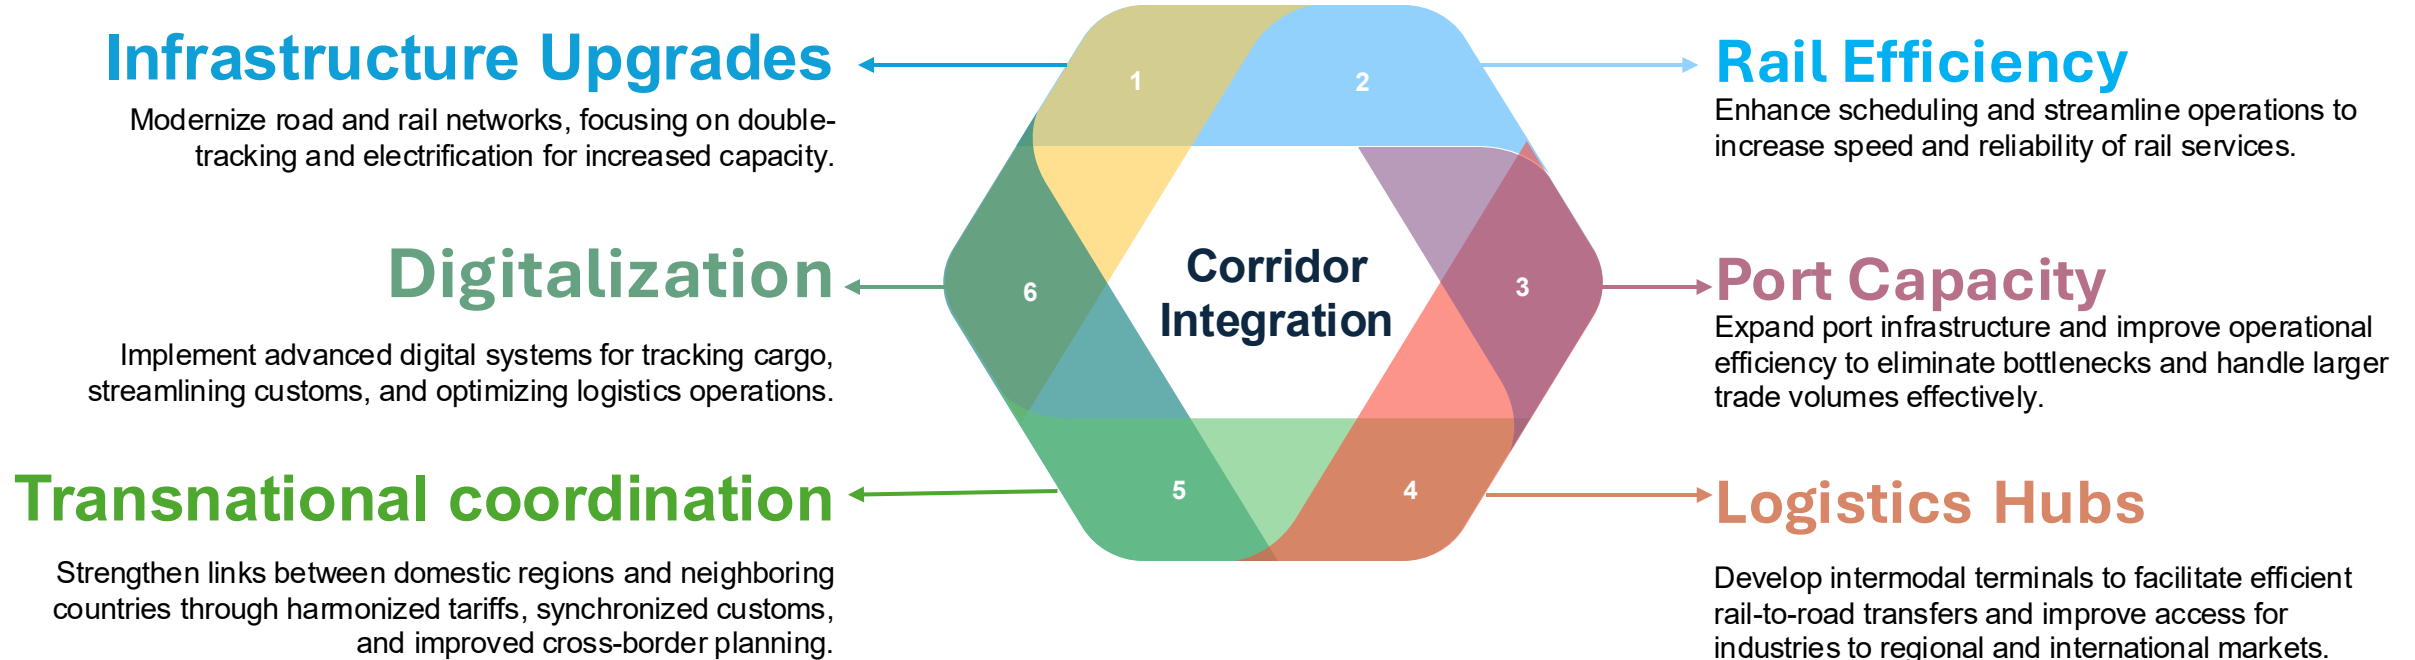 Infrastructure Upgrades
Modernize road and rail networks, focusing on double-
tracking and electrification for increased capacity.
1
2
Rail Efficiency
Enhance scheduling and streamline operations to
increase speed and reliability of rail services.
Digitalization
Implement advanced digital systems for tracking cargo,
streamlining customs, and optimizing logistics operations.
6
Corridor
Integration
3
Port Capacity
Expand port infrastructure and improve operational
efficiency to eliminate bottlenecks and handle larger
trade volumes effectively.
Transnational coordination
Strengthen links between domestic regions and neighboring
countries through harmonized tariffs, synchronized customs,
and improved cross-border planning.
5
4
Logistics Hubs
Develop intermodal terminals to facilitate efficient
rail-to-road transfers and improve access for
industries to regional and international markets.